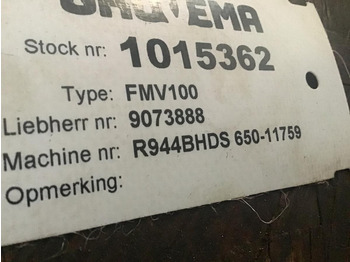 Stock nr: 1015362
Type: FMV100
Liebherr nr: 9073888
Machine nr: R944BHDS 650-11759
Opmerking: